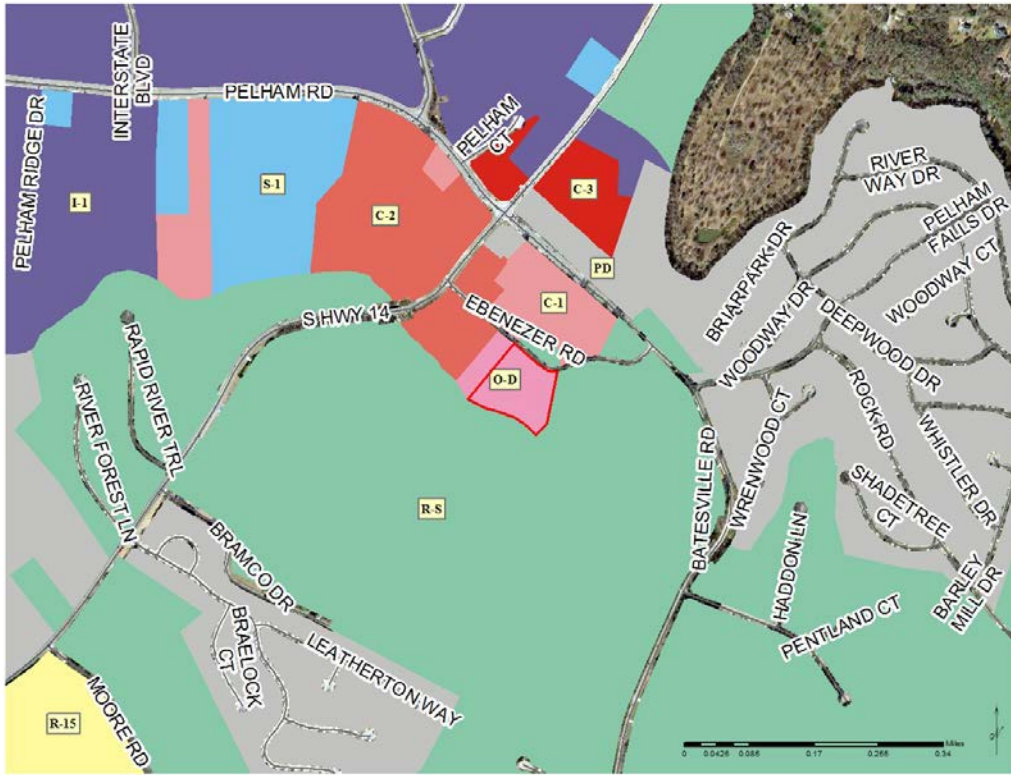 INTERSTATE
BLVD
PELHAM RD
PELHAM RIDGE DR
PELHAM
CT
I-1
S-1
C-2
C-3
RIVER
WAY DR
PELHAM
FALLS DR
WOODWAY CT
BRIARPARK DR
PD
C-1
S HWY 14
EBENEZER RD
WOODWAY DR
DEEPWOOD DR
O-D
RAPID RIVER TRL
RIVER FOREST LN
ROCK RD
WHISTLER DR
BATESVILLE RD
WRENWOOD CT
SHADETREE
CT
R-S
BRAMCO DR
HADDON LN
BARLEY
MILL DR
PENTLAND CT
BRAELOCK
CT
LEATHERTON WAY
R-15
MOORE RD
Miles
0 0.0425 0.085 0.17 0.255 0.34